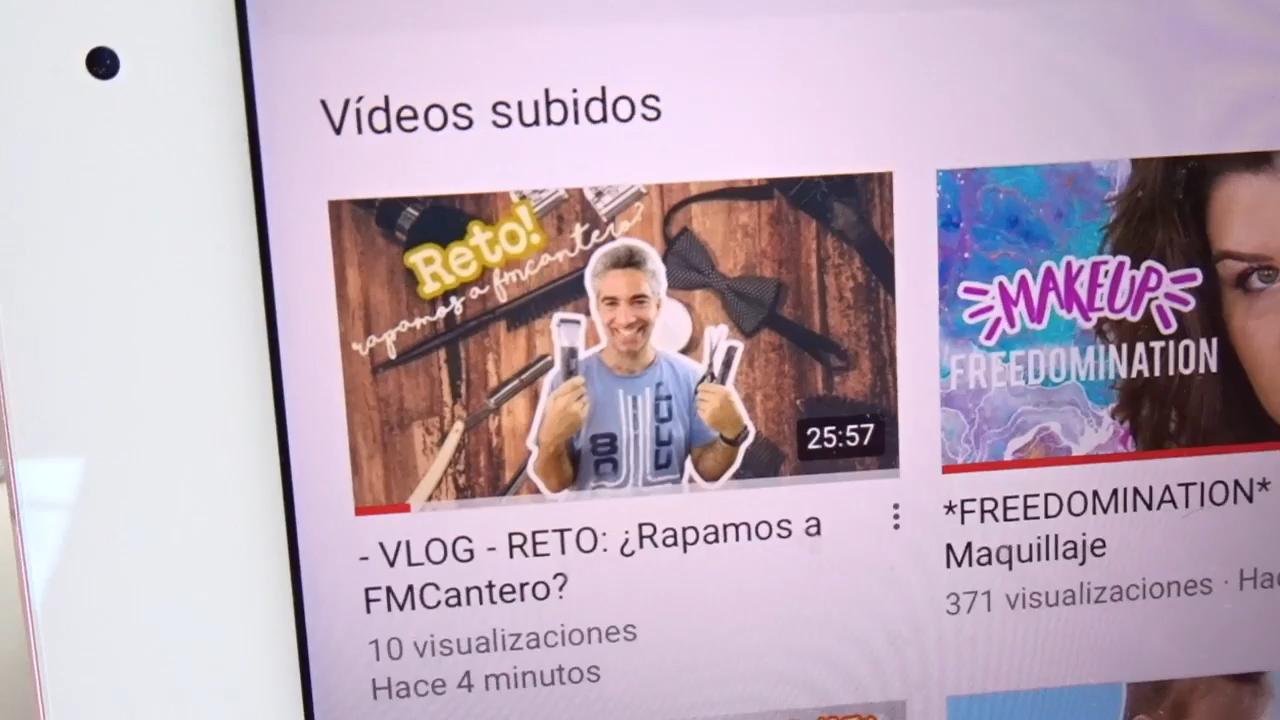 Vídeos subidos
Reto!
rapamos a fmcantero?
25:57
- VLOG - RETO: ¿Rapamos a
FMCantero?
10 visualizaciones
Hace 4 minutos
MAKEUP
FREEDOMINATION
*FREEDOMINATION*
Maquillaje
371 visualizaciones ·